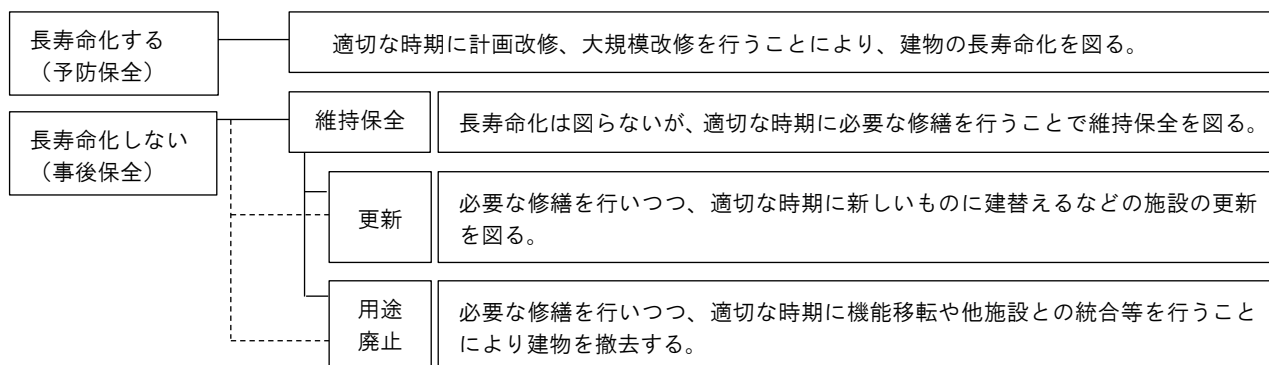 長寿命化する
（予防保全）
適切な時期に計画改修、大規模改修を行うことにより、建物の長寿命化を図る。
長寿命化しない
（事後保全）
維持保全
長寿命化は図らないが、適切な時期に必要な修繕を行うことで維持保全を図る。
更新
必要な修繕を行いつつ、適切な時期に新しいものに建替えるなどの施設の更新
を図る。
用途
廃止
必要な修繕を行いつつ、適切な時期に機能移転や他施設との統合等を行うこと
により建物を撤去する。